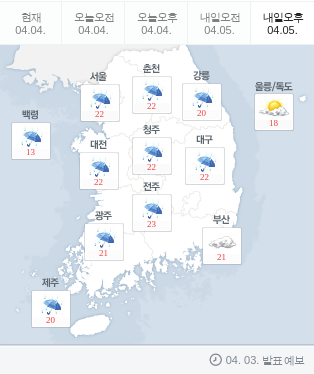 현재 오늘오전 오늘오후 내일오전 내일오후
04.04. 04.04. 04.04. 04.05. 04.05.
서울 춘천 강릉 울릉/독도
22 22 20 18
백령 대전 청주 대구
13 22 22 22
광주 전주 부산
21 23 21
제주
20
04. 03. 발표 예보